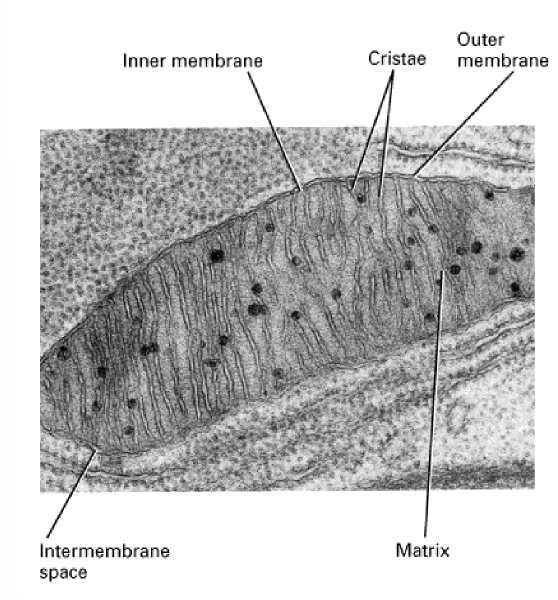 Outer
membrane
Cristae
Inner membrane
Intermembrane
space
Matrix